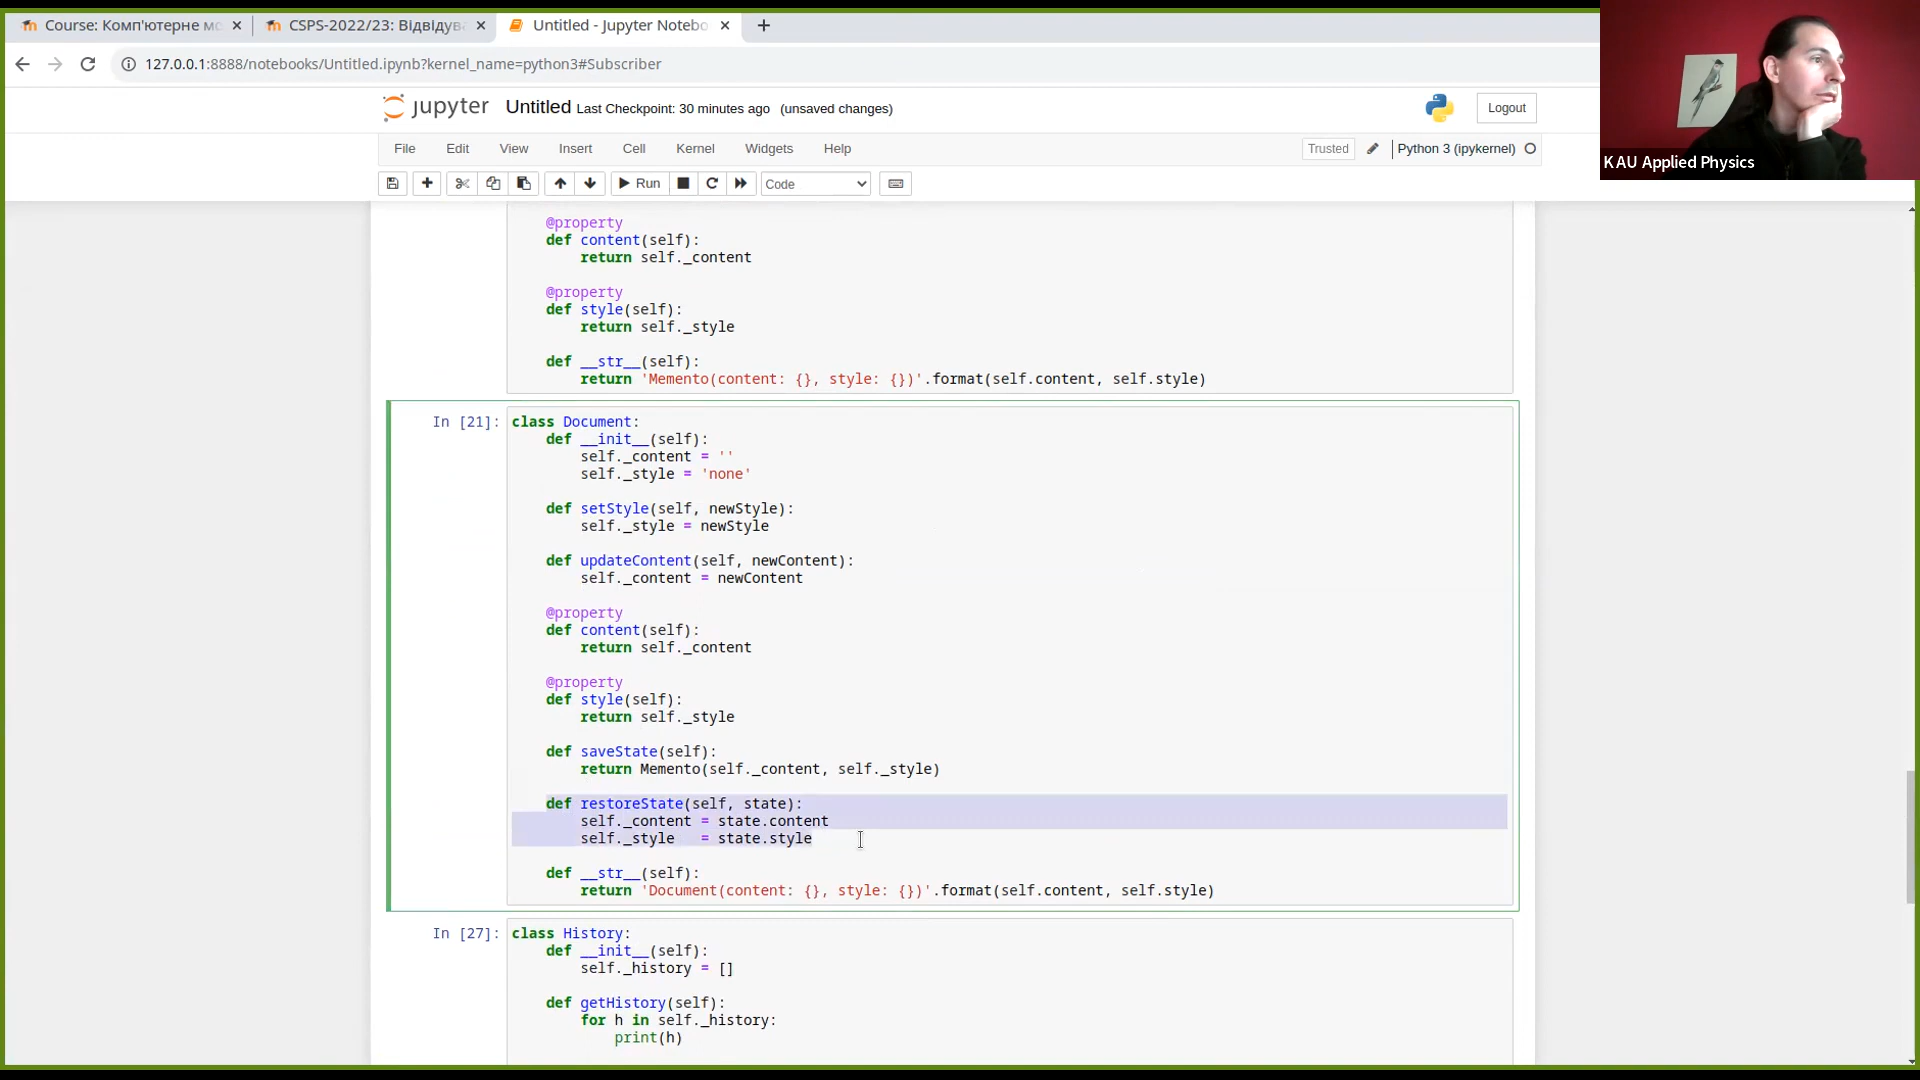 Course: Комп'ютерне мо
CSPS-2022/23: Відвідува
Untitled - Jupyter Notebo
127.0.0.1:8888/notebooks/Untitled.ipynb?kernel_name=python3#Subscriber
jupyter Untitled Last Checkpoint: 30 minutes ago (unsaved changes)
Logout
File Edit View Insert Cell Kernel Widgets Help
Trusted Python 3 (ipykernel)
Run Code
K AU Applied Physics
@property
def content(self):
return self._content
@property
def style(self):
return self._style
def __str__(self):
return 'Memento(content: {}, style: {})'.format(self.content, self.style)
In [21]: class Document:
def __init__(self):
self._content = ''
self._style = 'none'
def setStyle(self, newStyle):
self._style = newStyle
def updateContent(self, newContent):
self._content = newContent
@property
def content(self):
return self._content
@property
def style(self):
return self._style
def saveState(self):
return Memento(self._content, self._style)
def restoreState(self, state):
self._content = state.content
self._style   = state.style
def __str__(self):
return 'Document(content: {}, style: {})'.format(self.content, self.style)
In [27]: class History:
def __init__(self):
self._history = []
def getHistory(self):
for h in self._history:
print(h)